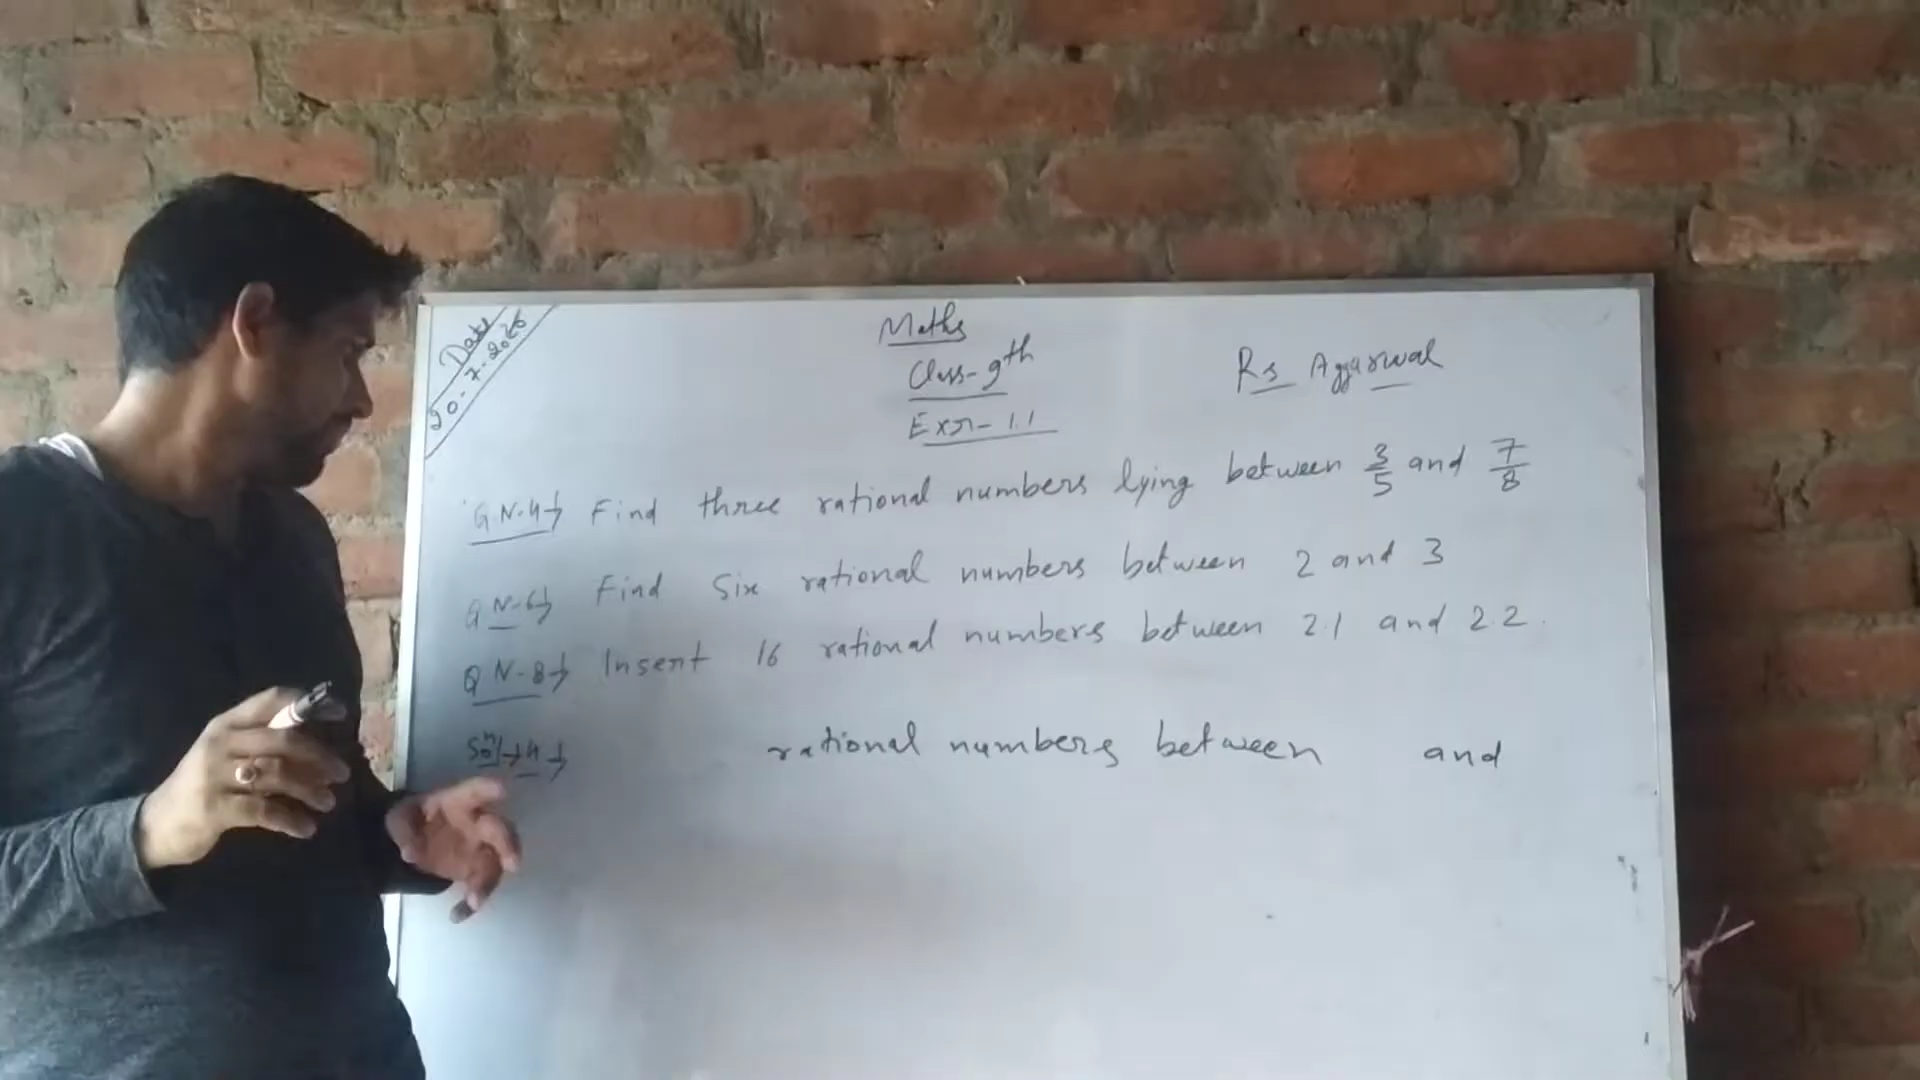 Date
20-7-2026
Maths
Class-9th
Rs Aggarwal
Exr-1.1
Q.N.4→ Find three rational numbers lying between 3/5 and 7/8
Q N-6→ Find Six rational numbers between 2 and 3
Q N-8→ Insert 16 rational numbers between 2.1 and 2.2.
Solⁿ→4→ rational numbers between and